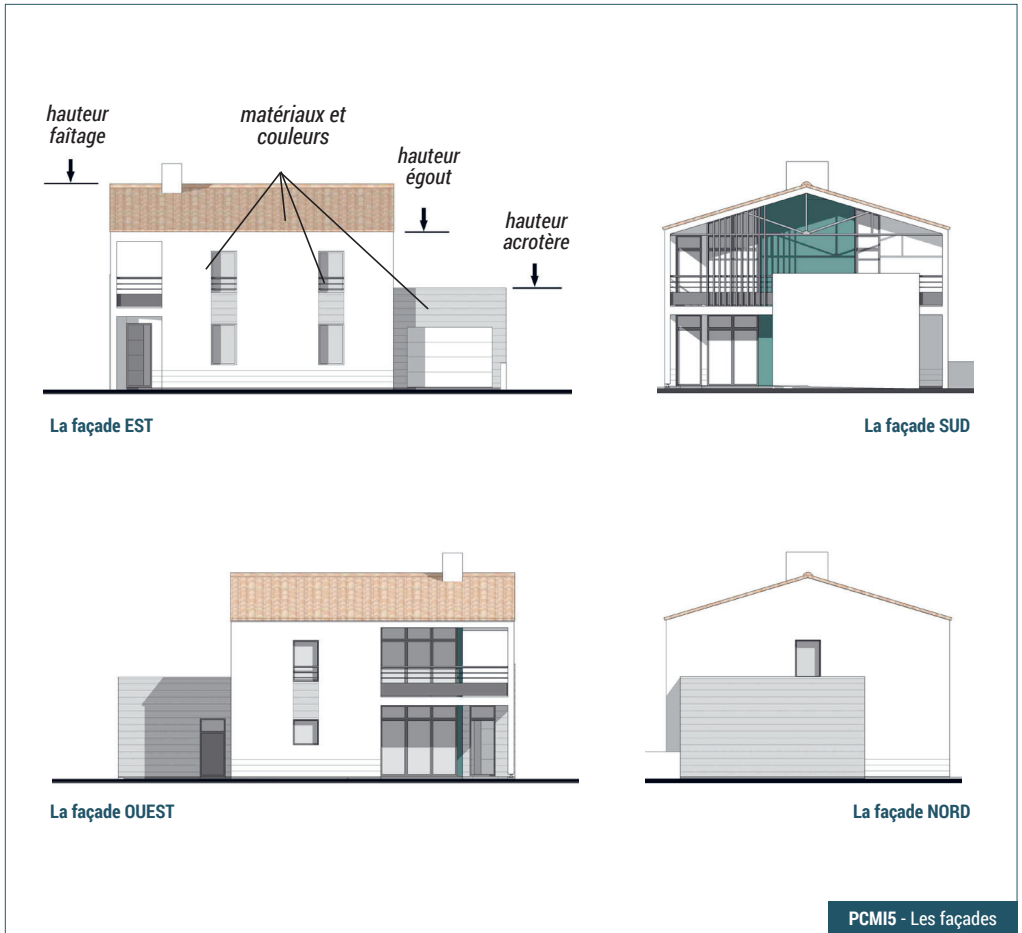 hauteur
faîtage
matériaux et
couleurs
hauteur
égout
hauteur
acrotère
La façade EST
La façade SUD
La façade OUEST
La façade NORD
PCMI5 - Les façades